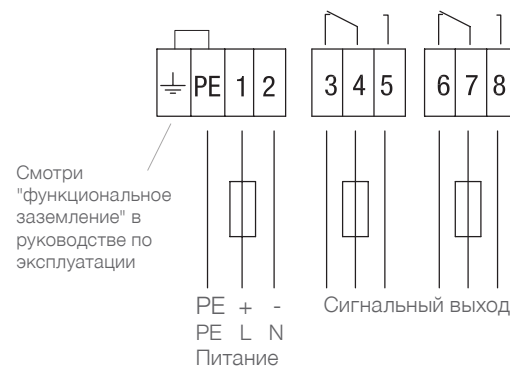 PE 1 2 3 4 5 6 7 8
Смотри
"функциональное
заземление" в
руководстве по
эксплуатации
PE + - Сигнальный выход
PE L N
Питание